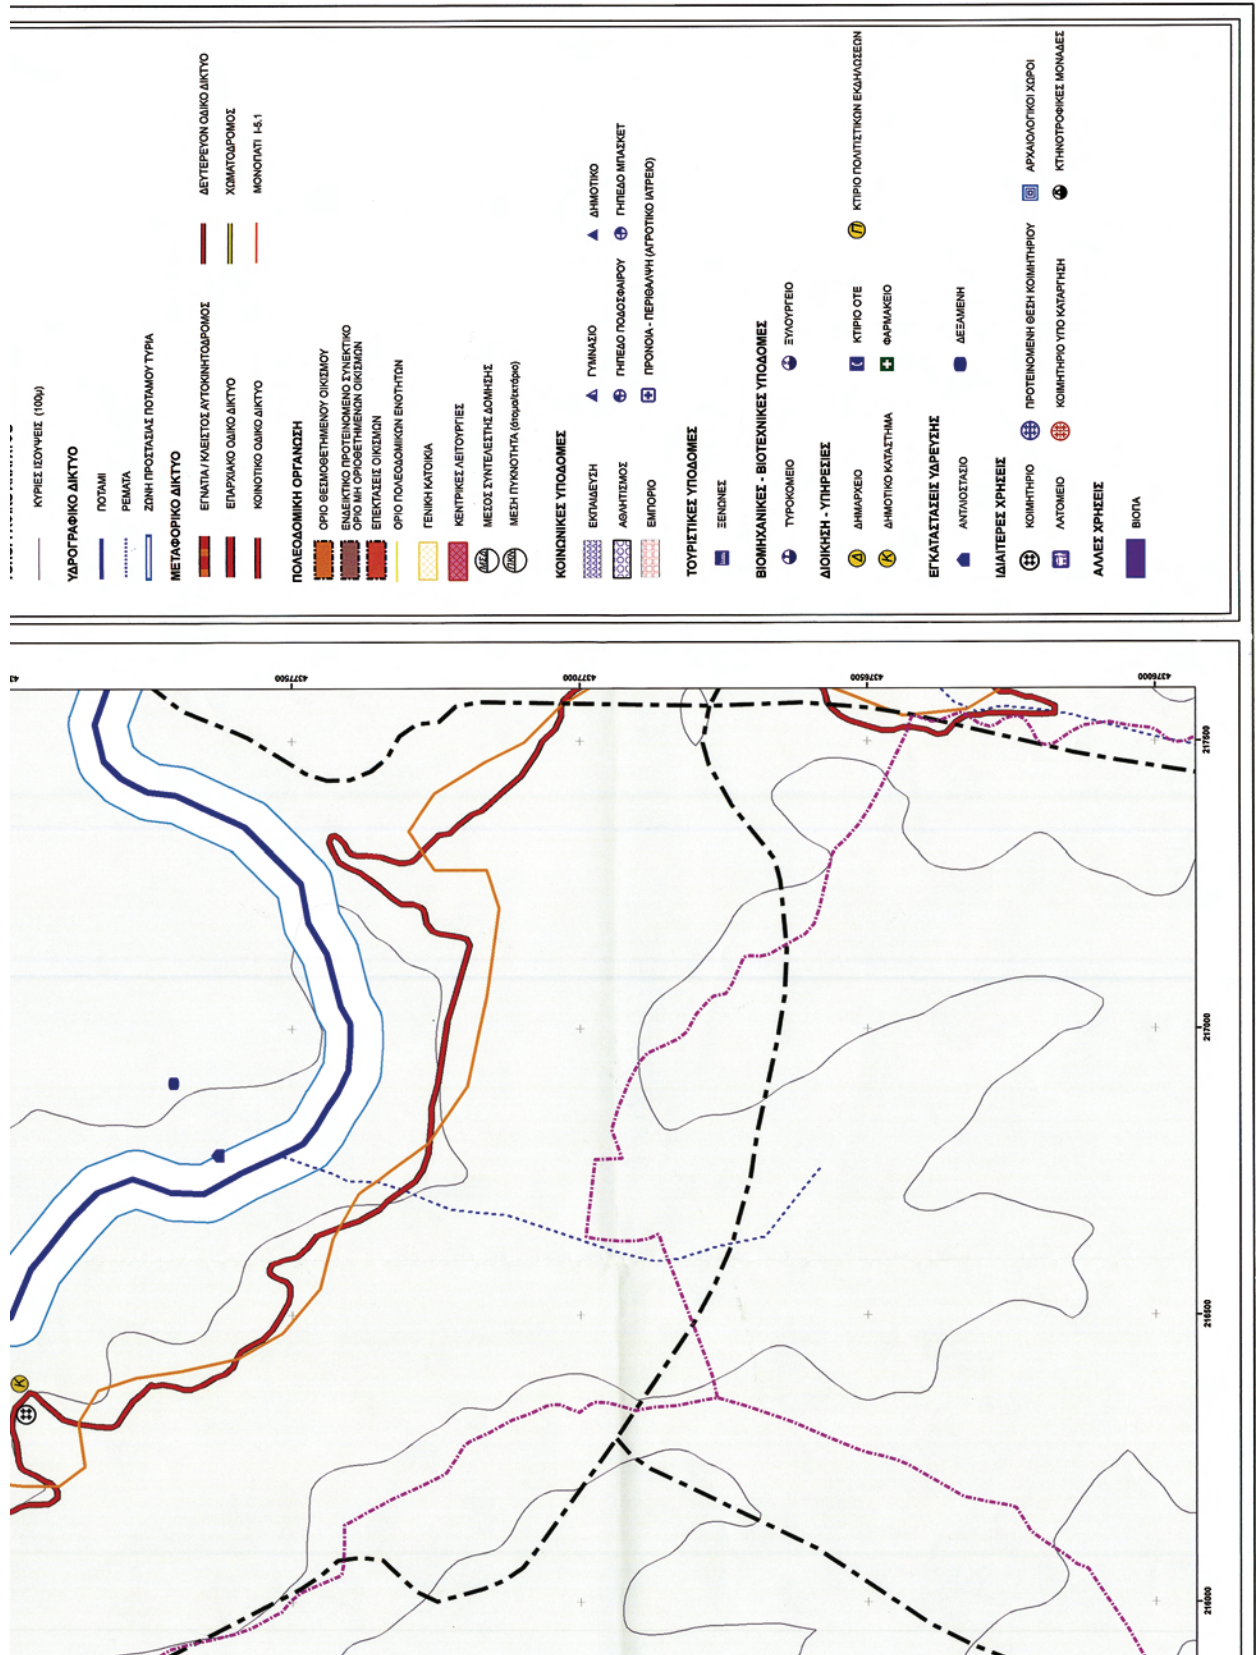 ΚΥΡΙΕΣ ΙΣΟΥΨΕΙΣ (100μ)
ΥΔΡΟΓΡΑΦΙΚΟ ΔΙΚΤΥΟ
ΠΟΤΑΜΙ
ΡΕΜΑΤΑ
ΖΩΝΗ ΠΡΟΣΤΑΣΙΑΣ ΠΟΤΑΜΟΥ ΤΥΡΙΑ
ΜΕΤΑΦΟΡΙΚΟ ΔΙΚΤΥΟ
ΕΓΝΑΤΙΑ / ΚΛΕΙΣΤΟΣ ΑΥΤΟΚΙΝΗΤΟΔΡΟΜΟΣ
ΔΕΥΤΕΡΕΥΟΝ ΟΔΙΚΟ ΔΙΚΤΥΟ
ΕΠΑΡΧΙΑΚΟ ΟΔΙΚΟ ΔΙΚΤΥΟ
ΧΩΜΑΤΟΔΡΟΜΟΣ
ΚΟΙΝΟΤΙΚΟ ΟΔΙΚΟ ΔΙΚΤΥΟ
ΜΟΝΟΠΑΤΙ Ι-5.1
ΠΟΛΕΟΔΟΜΙΚΗ ΟΡΓΑΝΩΣΗ
ΟΡΙΟ ΘΕΣΜΟΘΕΤΗΜΕΝΟΥ ΟΙΚΙΣΜΟΥ
ΕΝΔΕΙΚΤΙΚΟ ΠΡΟΤΕΙΝΟΜΕΝΟ ΣΥΝΕΚΤΙΚΟ
ΟΡΙΟ ΜΗ ΟΡΙΟΘΕΤΗΜΕΝΩΝ ΟΙΚΙΣΜΩΝ
ΕΠΕΚΤΑΣΕΙΣ ΟΙΚΙΣΜΩΝ
ΟΡΙΟ ΠΟΛΕΟΔΟΜΙΚΩΝ ΕΝΟΤΗΤΩΝ
ΓΕΝΙΚΗ ΚΑΤΟΙΚΙΑ
ΚΕΝΤΡΙΚΕΣ ΛΕΙΤΟΥΡΓΙΕΣ
ΜΕΣΟΣ ΣΥΝΤΕΛΕΣΤΗΣ ΔΟΜΗΣΗΣ
ΜΕΣΗ ΠΥΚΝΟΤΗΤΑ (άτομα/εκτάριο)
ΚΟΙΝΩΝΙΚΕΣ ΥΠΟΔΟΜΕΣ
ΕΚΠΑΙΔΕΥΣΗ
ΓΥΜΝΑΣΙΟ
ΔΗΜΟΤΙΚΟ
ΑΘΛΗΤΙΣΜΟΣ
ΓΗΠΕΔΟ ΠΟΔΟΣΦΑΙΡΟΥ
ΓΗΠΕΔΟ ΜΠΑΣΚΕΤ
ΕΜΠΟΡΙΟ
ΠΡΟΝΟΙΑ - ΠΕΡΙΘΑΛΨΗ (ΑΓΡΟΤΙΚΟ ΙΑΤΡΕΙΟ)
ΤΟΥΡΙΣΤΙΚΕΣ ΥΠΟΔΟΜΕΣ
ΞΕΝΩΝΕΣ
ΒΙΟΜΗΧΑΝΙΚΕΣ - ΒΙΟΤΕΧΝΙΚΕΣ ΥΠΟΔΟΜΕΣ
ΤΥΡΟΚΟΜΕΙΟ
ΞΥΛΟΥΡΓΕΙΟ
ΔΙΟΙΚΗΣΗ - ΥΠΗΡΕΣΙΕΣ
Δ ΔΗΜΑΡΧΕΙΟ
ΚΤΙΡΙΟ ΟΤΕ
Π ΚΤΙΡΙΟ ΠΟΛΙΤΙΣΤΙΚΩΝ ΕΚΔΗΛΩΣΕΩΝ
Κ ΔΗΜΟΤΙΚΟ ΚΑΤΑΣΤΗΜΑ
ΦΑΡΜΑΚΕΙΟ
ΕΓΚΑΤΑΣΤΑΣΕΙΣ ΥΔΡΕΥΣΗΣ
ΑΝΤΛΙΟΣΤΑΣΙΟ
ΔΕΞΑΜΕΝΗ
ΙΔΙΑΙΤΕΡΕΣ ΧΡΗΣΕΙΣ
ΚΟΙΜΗΤΗΡΙΟ
ΠΡΟΤΕΙΝΟΜΕΝΗ ΘΕΣΗ ΚΟΙΜΗΤΗΡΙΟΥ
ΑΡΧΑΙΟΛΟΓΙΚΟΙ ΧΩΡΟΙ
ΛΑΤΟΜΕΙΟ
ΚΟΙΜΗΤΗΡΙΟ ΥΠΟ ΚΑΤΑΡΓΗΣΗ
ΚΤΗΝΟΤΡΟΦΙΚΕΣ ΜΟΝΑΔΕΣ
ΑΛΛΕΣ ΧΡΗΣΕΙΣ
ΒΙΟΠΑ
4377500
4377000
4376500
4376000
217500
217000
216500
216000
Κ